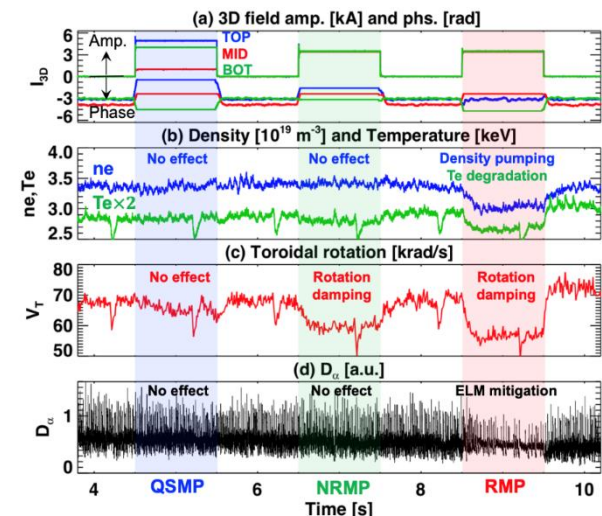 (a) 3D field amp. [kA] and phs. [rad]
6
3
0
-3
-6
I3D
Amp.
Phase
TOP
MID
BOT
(b) Density [10^19 m^-3] and Temperature [keV]
4.0
3.5
3.0
2.5
ne,Te
ne
Te×2
No effect
No effect
Density pumping
Te degradation
(c) Toroidal rotation [krad/s]
80
70
60
50
VT
No effect
Rotation
damping
Rotation
damping
(d) Dα [a.u.]
1
0
Dα
No effect
No effect
ELM mitigation
QSMP
NRMP
RMP
4 6 8 10
Time [s]